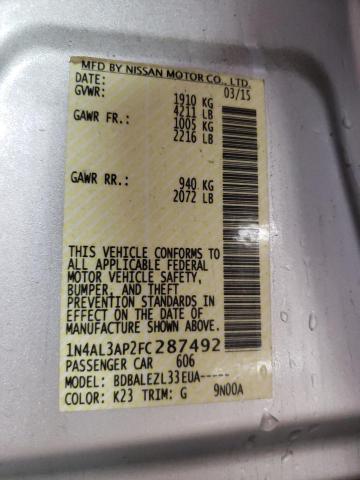 MFD BY NISSAN MOTOR CO., LTD.
DATE: 03/15
GVWR: 1910 KG
4211 LB
GAWR FR.: 1005 KG
2216 LB
GAWR RR.: 940 KG
2072 LB
THIS VEHICLE CONFORMS TO
ALL APPLICABLE FEDERAL
MOTOR VEHICLE SAFETY,
BUMPER, AND THEFT
PREVENTION STANDARDS IN
EFFECT ON THE DATE OF
MANUFACTURE SHOWN ABOVE.
1N4AL3AP2FC287492
PASSENGER CAR 606
MODEL: BDBALEZL33EUA-----
COLOR: K23 TRIM: G 9N00A